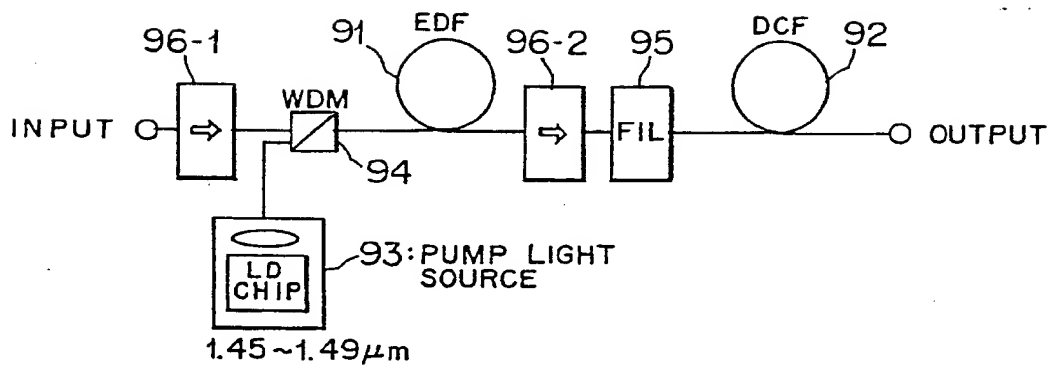 EDF
DCF
96-1
91
96-2
95
92
WDM
INPUT
FIL
OUTPUT
94
93: PUMP LIGHT
SOURCE
LD
CHIP
1.45~1.49μm